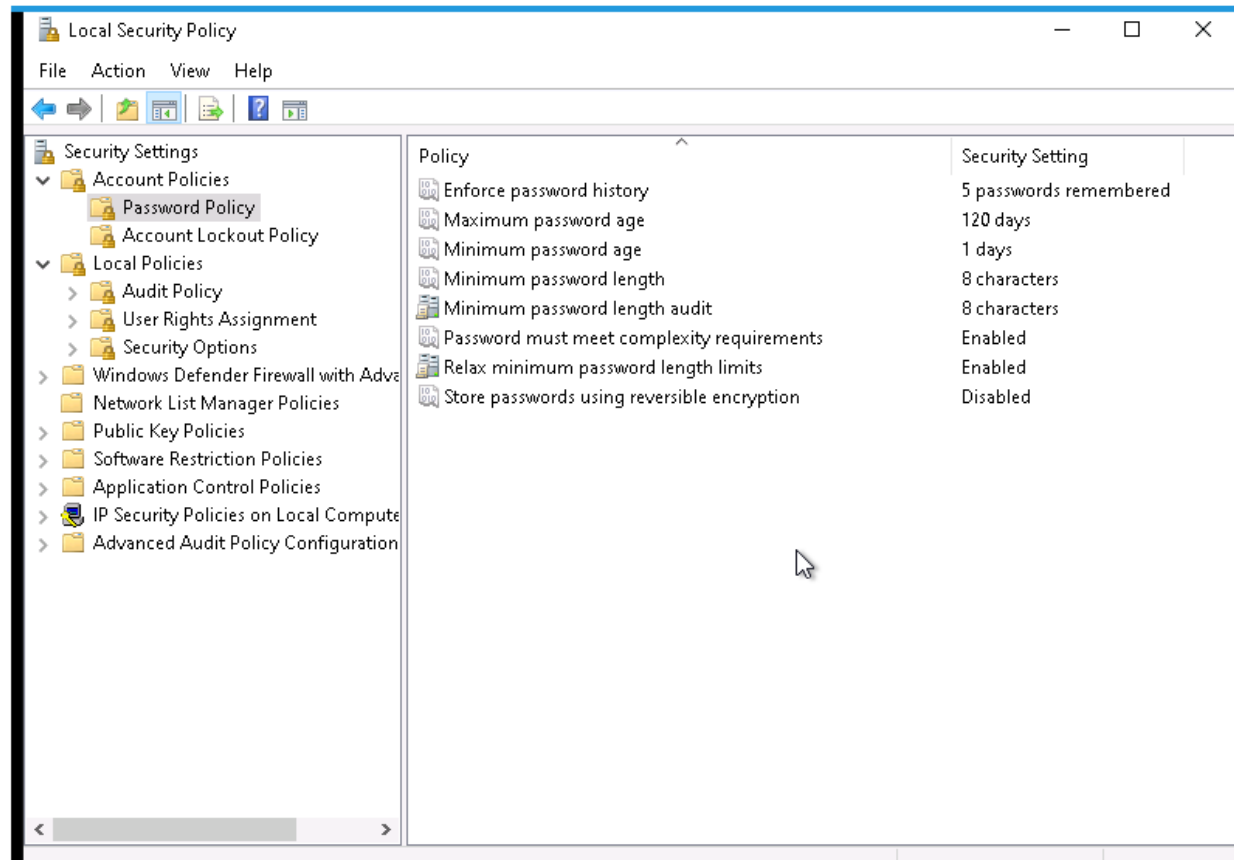 Local Security Policy
File Action View Help
Security Settings
Account Policies
Password Policy
Account Lockout Policy
Local Policies
Audit Policy
User Rights Assignment
Security Options
Windows Defender Firewall with Adva
Network List Manager Policies
Public Key Policies
Software Restriction Policies
Application Control Policies
IP Security Policies on Local Compute
Advanced Audit Policy Configuration
Policy Security Setting
Enforce password history 5 passwords remembered
Maximum password age 120 days
Minimum password age 1 days
Minimum password length 8 characters
Minimum password length audit 8 characters
Password must meet complexity requirements Enabled
Relax minimum password length limits Enabled
Store passwords using reversible encryption Disabled